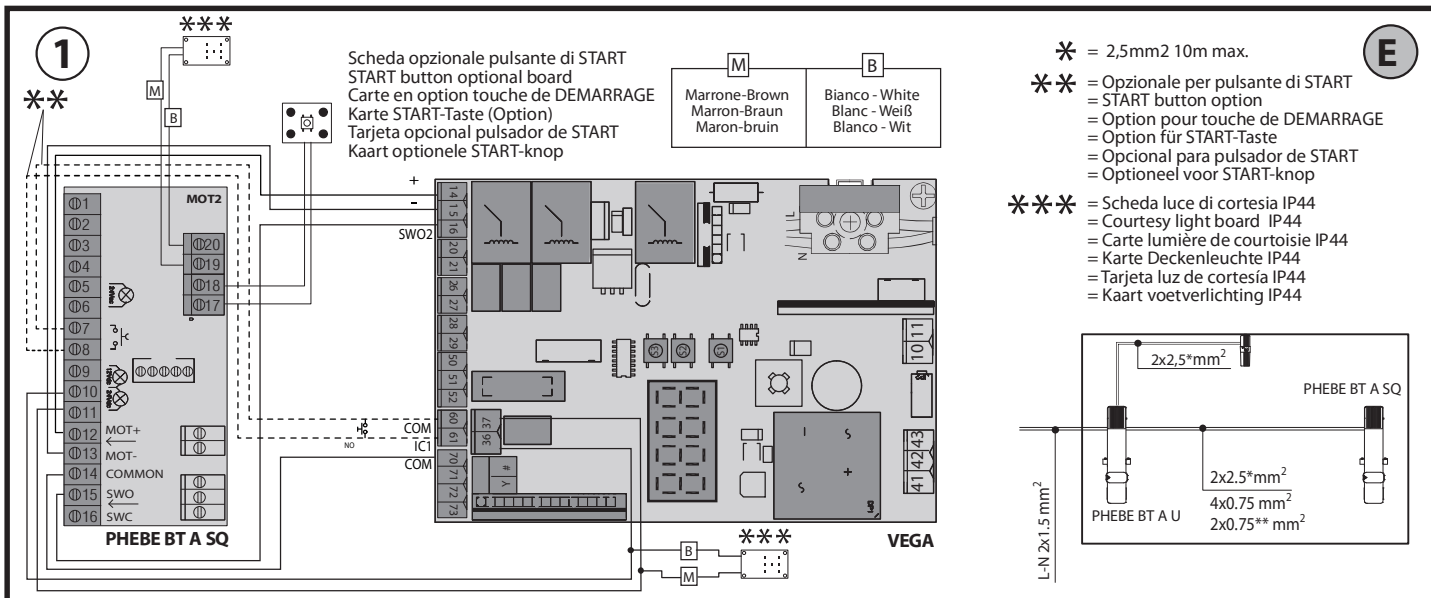 1
***
**
M
B
Scheda opzionale pulsante di START
START button optional board
Carte en option touche de DEMARRAGE
Karte START-Taste (Option)
Tarjeta opcional pulsador de START
Kaart optionele START-knop
M
B
Marrone-Brown
Marron-Braun
Maron-bruin
Bianco - White
Blanc - Weiß
Blanco - Wit
E
* = 2,5mm2 10m max.
** = Opzionale per pulsante di START
= START button option
= Option pour touche de DEMARRAGE
= Option für START-Taste
= Opcional para pulsador de START
= Optioneel voor START-knop
*** = Scheda luce di cortesia IP44
= Courtesy light board IP44
= Carte lumière de courtoisie IP44
= Karte Deckenleuchte IP44
= Tarjeta luz de cortesía IP44
= Kaart voetverlichting IP44
MOT2
1
2
3
4
5
6
7
8
9
10
11
12 MOT+
13 MOT-
14 COMMON
15 SWO
16 SWC
20
19
18
17
24Vdc
12Vdc
24Vdc
PHEBE BT A SQ
+
-
SWO2
COM
IC1
COM
NO
14
15
16
20
21
26
27
28
29
50
51
52
60
61
70
71
72
73
37
36
Y #
S3
S2
S1
L
N
11
10
43
42
41
I S
S +
DP1
VEGA
***
B
M
2x2,5*mm²
PHEBE BT A SQ
PHEBE BT A U
2x2.5*mm²
4x0.75 mm²
2x0.75** mm²
L-N 2x1.5 mm²